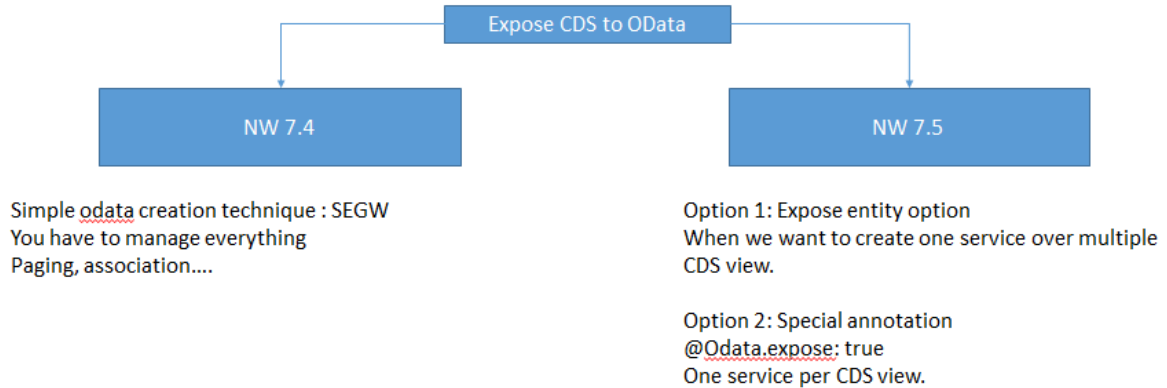 Expose CDS to OData
NW 7.4
NW 7.5
Simple odata creation technique : SEGW
You have to manage everything
Paging, association....
Option 1: Expose entity option
When we want to create one service over multiple
CDS view.
Option 2: Special annotation
@Odata.expose: true
One service per CDS view.